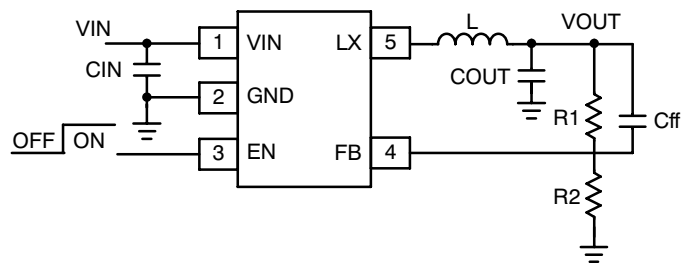 VIN
1
VIN
LX
5
L
VOUT
CIN
COUT
2
GND
R1
Cff
OFF
ON
3
EN
FB
4
R2